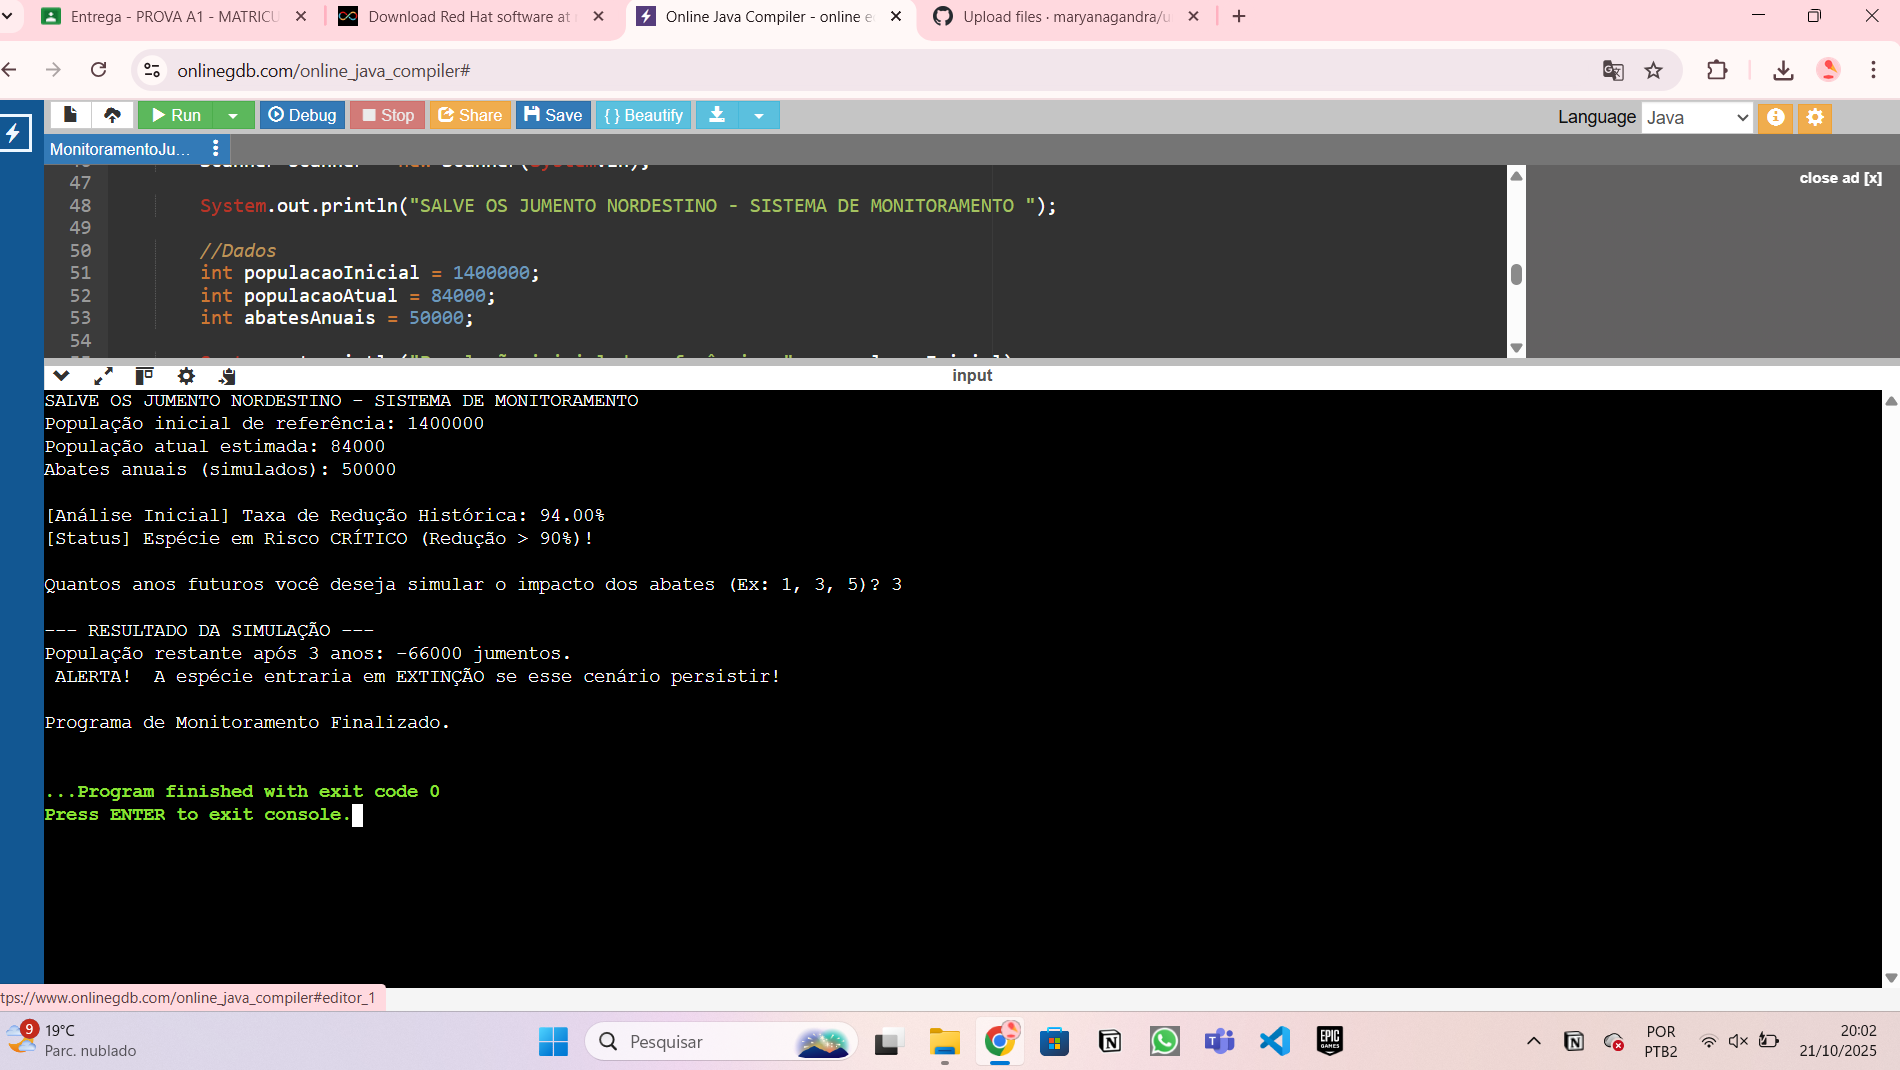 Entrega - PROVA A1 - MATRICU
Download Red Hat software at
Online Java Compiler - online e
Upload files · maryanagandra/u
onlinegdb.com/online_java_compiler#
Run
Debug
Stop
Share
Save
{ } Beautify
Language
Java
MonitoramentoJu...
close ad [x]
47
48 System.out.println("SALVE OS JUMENTO NORDESTINO - SISTEMA DE MONITORAMENTO ");
49
50 //Dados
51 int populacaoInicial = 1400000;
52 int populacaoAtual = 84000;
53 int abatesAnuais = 50000;
54
input
SALVE OS JUMENTO NORDESTINO - SISTEMA DE MONITORAMENTO
População inicial de referência: 1400000
População atual estimada: 84000
Abates anuais (simulados): 50000
[Análise Inicial] Taxa de Redução Histórica: 94.00%
[Status] Espécie em Risco CRÍTICO (Redução > 90%)!
Quantos anos futuros você deseja simular o impacto dos abates (Ex: 1, 3, 5)? 3
--- RESULTADO DA SIMULAÇÃO ---
População restante após 3 anos: -66000 jumentos.
ALERTA!  A espécie entraria em EXTINÇÃO se esse cenário persistir!
Programa de Monitoramento Finalizado.
...Program finished with exit code 0
Press ENTER to exit console.
tps://www.onlinegdb.com/online_java_compiler#editor_1
9
19°C
Parc. nublado
Pesquisar
EPIC GAMES
POR
PTB2
20:02
21/10/2025